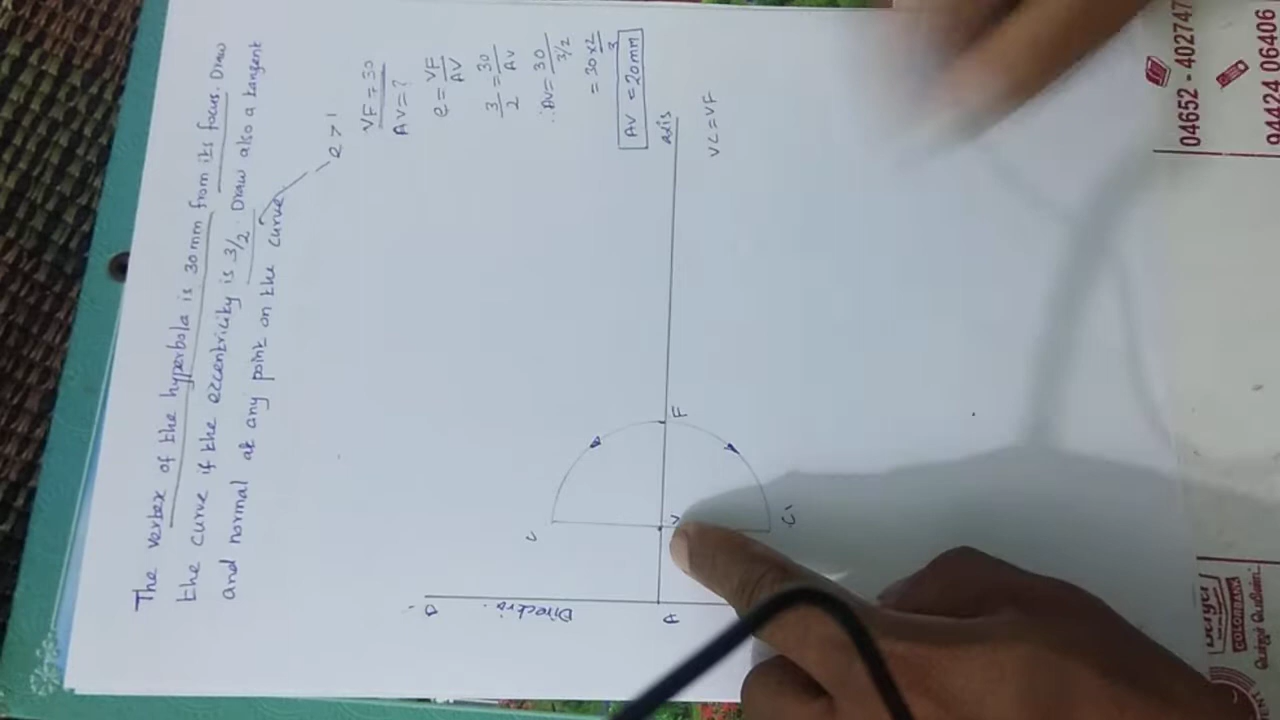 The vertex of the hyperbola is 30mm from its focus. Draw
the curve if the eccentricity is 3/2. Draw also a tangent
and normal at any point on the curve
e > 1
VF = 30
AV = ?
e = VF/AV
3/2 = 30/AV
∴ AV = 30/3/2
= 30 x 2/3
AV = 20mm
axis
VC = VF
D
Directrix
A
C
V
F
C1
04652 - 402747
94424 06406
COLOMBANK